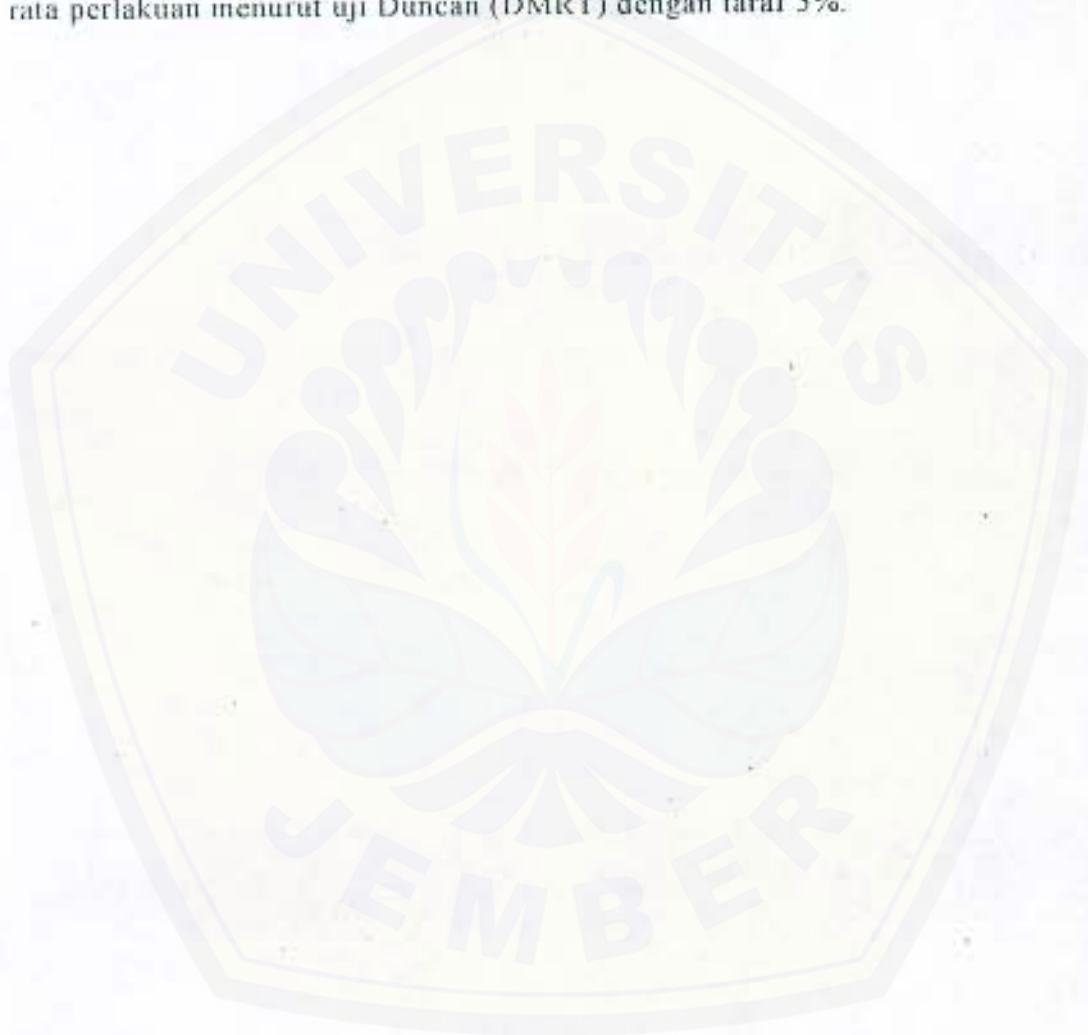 rata perlakuan menurut uji Duncan (DMRT) dengan taraf 5%.
UNIVERSITAS
JEMBER